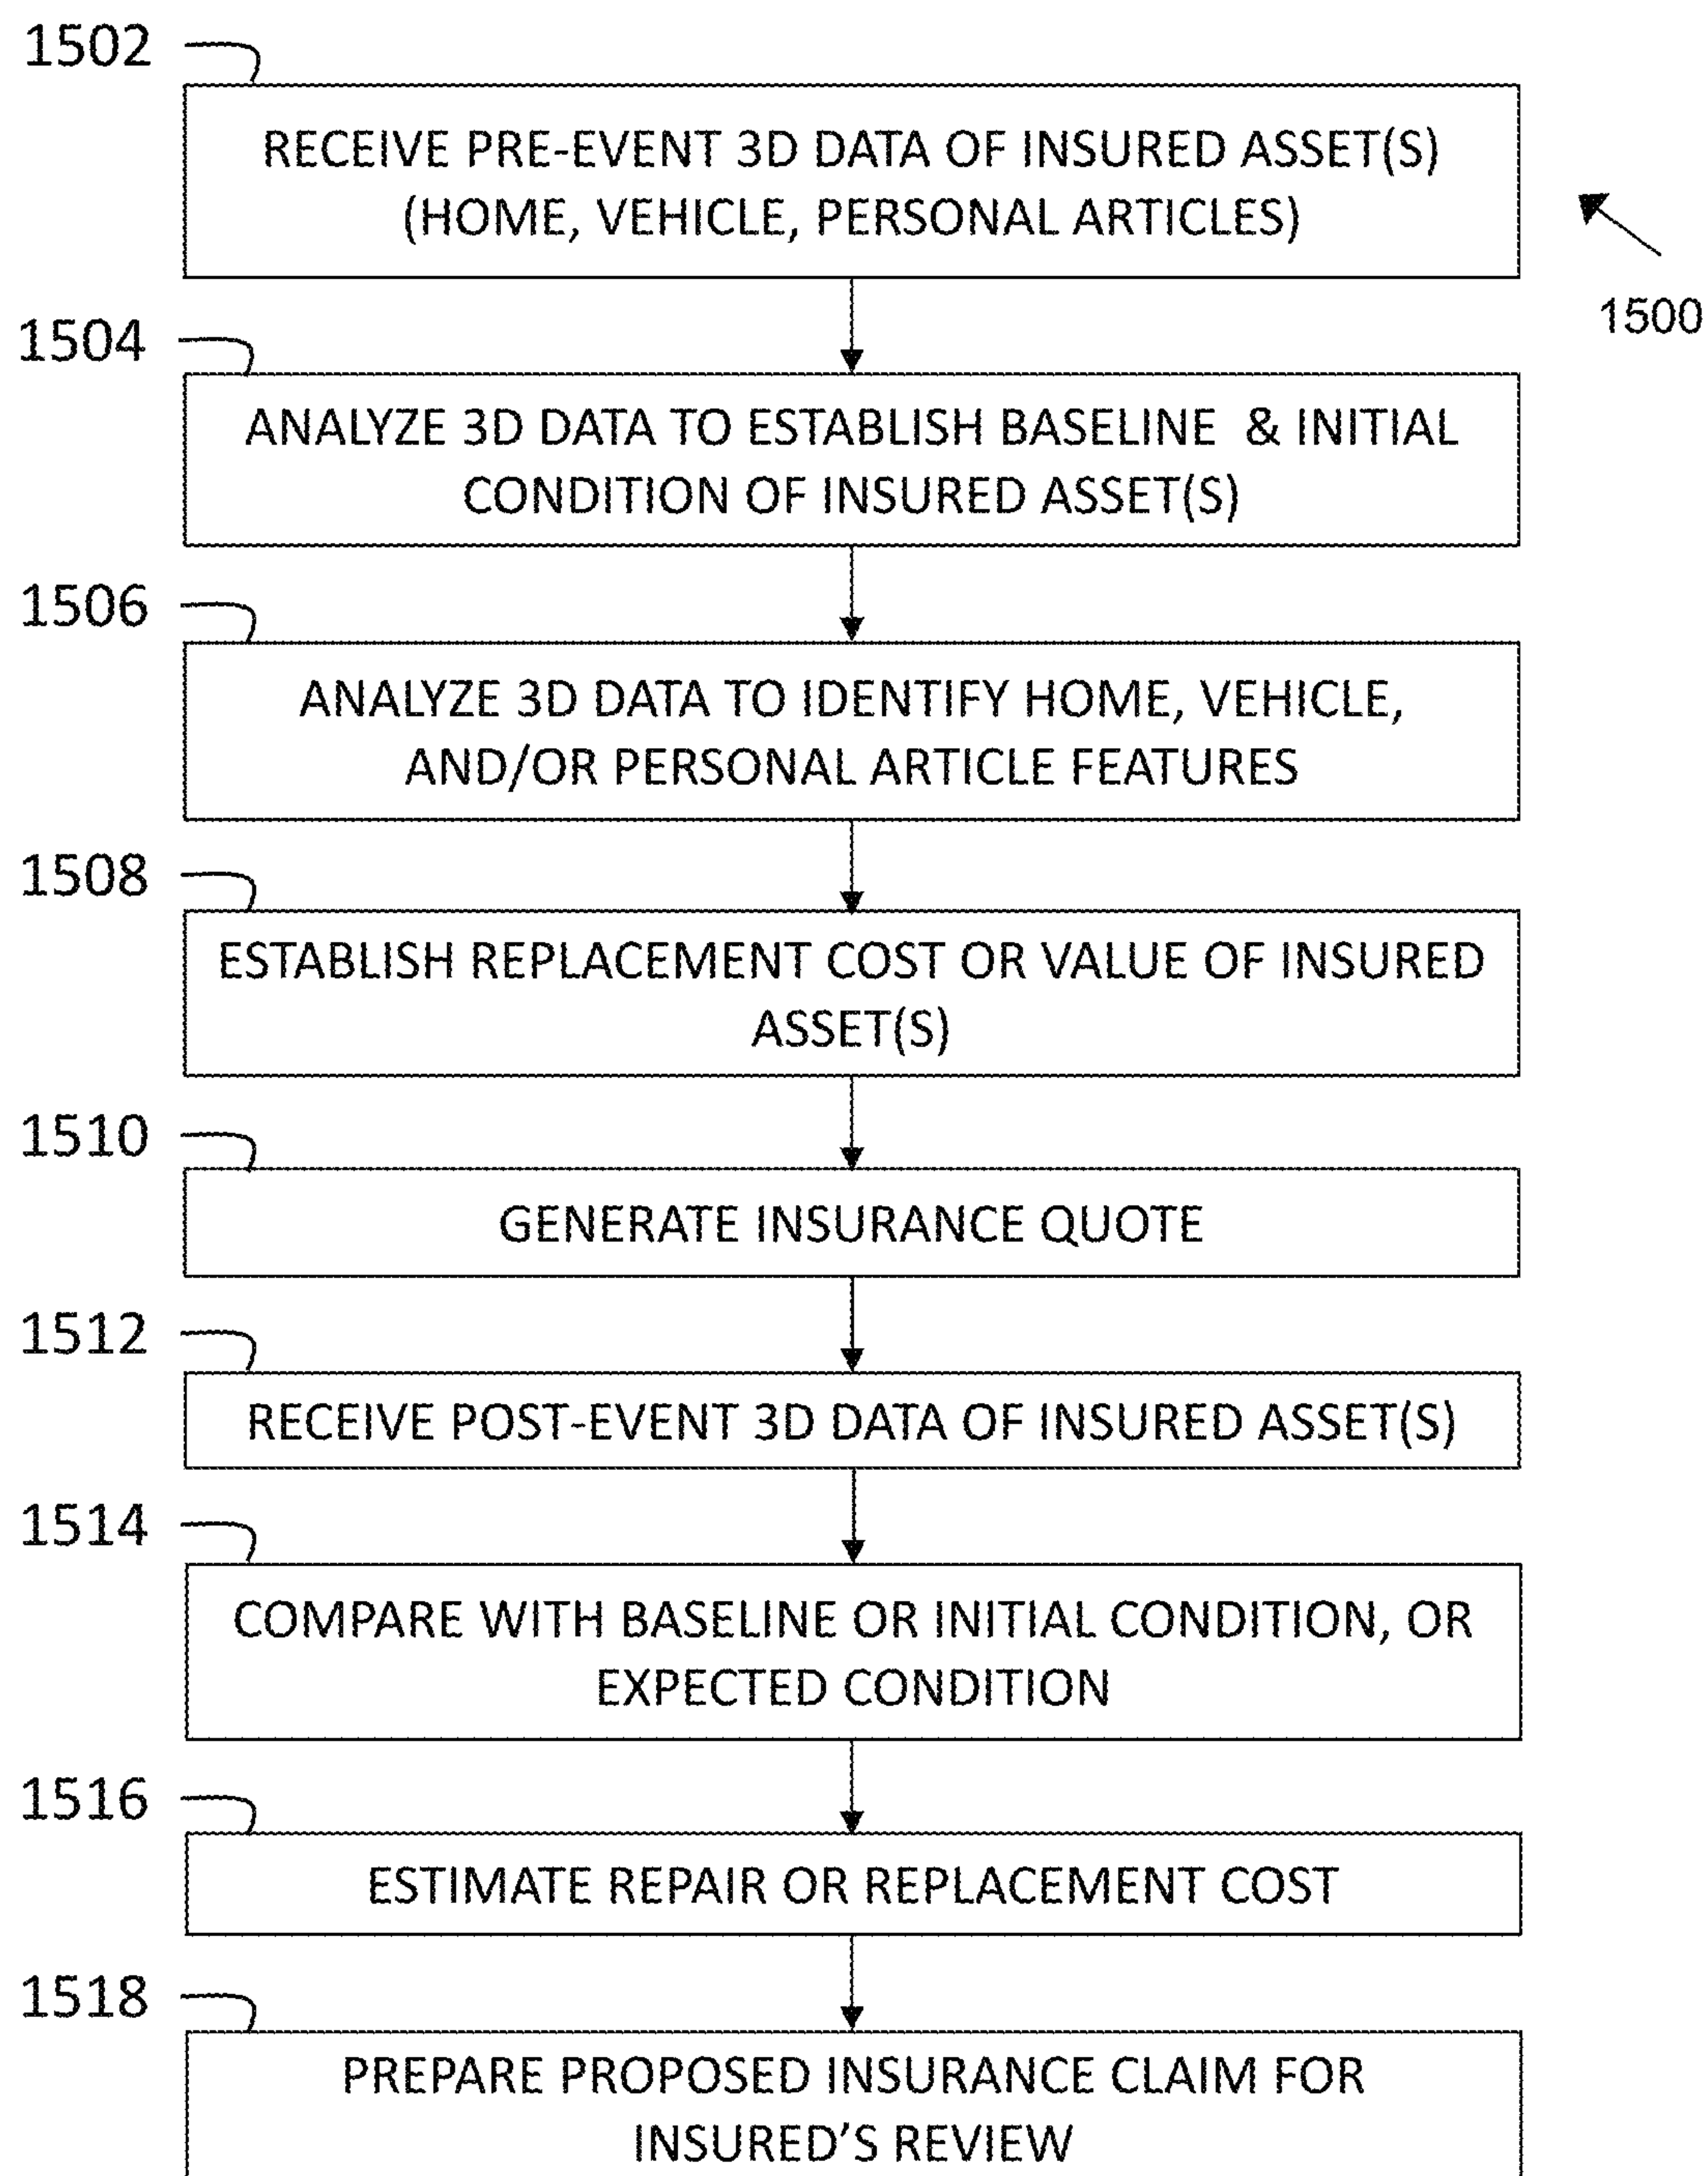 1502
RECEIVE PRE-EVENT 3D DATA OF INSURED ASSET(S)
(HOME, VEHICLE, PERSONAL ARTICLES)
1500
1504
ANALYZE 3D DATA TO ESTABLISH BASELINE & INITIAL
CONDITION OF INSURED ASSET(S)
1506
ANALYZE 3D DATA TO IDENTIFY HOME, VEHICLE,
AND/OR PERSONAL ARTICLE FEATURES
1508
ESTABLISH REPLACEMENT COST OR VALUE OF INSURED
ASSET(S)
1510
GENERATE INSURANCE QUOTE
1512
RECEIVE POST-EVENT 3D DATA OF INSURED ASSET(S)
1514
COMPARE WITH BASELINE OR INITIAL CONDITION, OR
EXPECTED CONDITION
1516
ESTIMATE REPAIR OR REPLACEMENT COST
1518
PREPARE PROPOSED INSURANCE CLAIM FOR
INSURED'S REVIEW